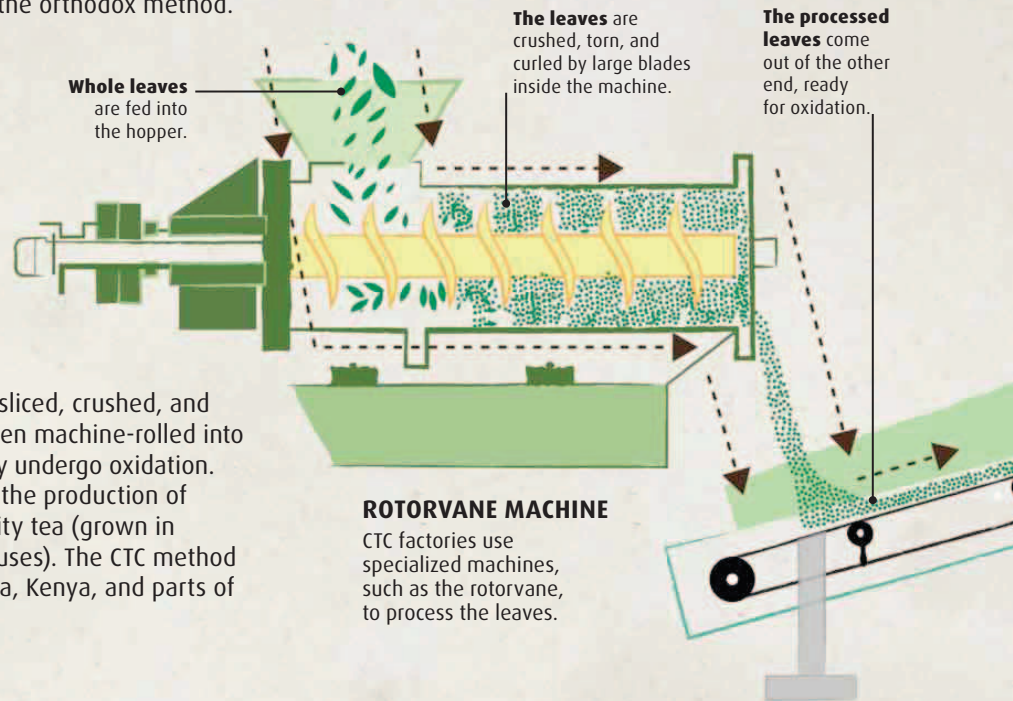 the orthodox method.
Whole leaves
are fed into
the hopper.
The leaves are
crushed, torn, and
curled by large blades
inside the machine.
The processed
leaves come
out of the other
end, ready
for oxidation.
sliced, crushed, and
en machine-rolled into
y undergo oxidation.
the production of
ity tea (grown in
uses). The CTC method
a, Kenya, and parts of
ROTORVANE MACHINE
CTC factories use
specialized machines,
such as the rotorvane,
to process the leaves.